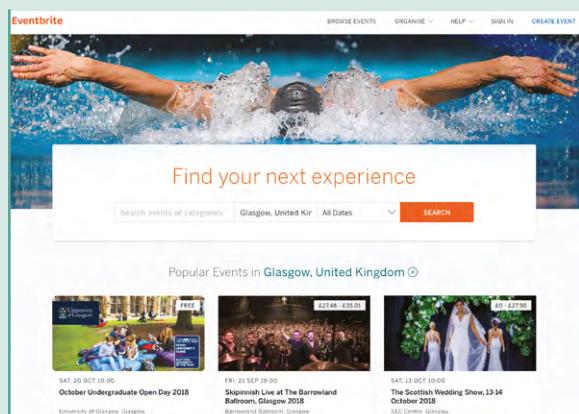 Eventbrite
BROWSE EVENTS ORGANISE HELP SIGN IN CREATE EVENT
Find your next experience
Search events or categories Glasgow, United Kir All Dates SEARCH
Popular Events in Glasgow, United Kingdom
University of Glasgow
FREE
£27.48 - £35.01
£0 - £27.50
SAT, 20 OCT 10:00
October Undergraduate Open Day 2018
University of Glasgow, Glasgow
FRI, 21 SEP 19:00
Skipinnish Live at The Barrowland
Ballroom, Glasgow 2018
Barrowland Ballroom, Glasgow
SAT, 13 OCT 10:00
The Scottish Wedding Show, 13-14
October 2018
SEC Centre, Glasgow